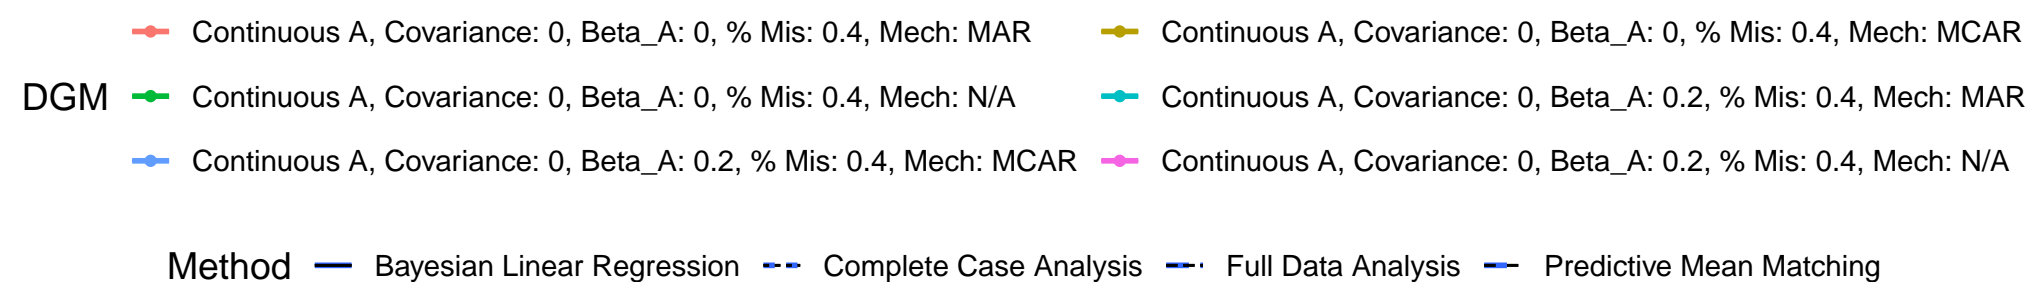 Continuous A, Covariance: 0, Beta_A: 0, % Mis: 0.4, Mech: MAR Continuous A, Covariance: 0, Beta_A: 0, % Mis: 0.4, Mech: MCAR
DGM Continuous A, Covariance: 0, Beta_A: 0, % Mis: 0.4, Mech: N/A Continuous A, Covariance: 0, Beta_A: 0.2, % Mis: 0.4, Mech: MAR
Continuous A, Covariance: 0, Beta_A: 0.2, % Mis: 0.4, Mech: MCAR Continuous A, Covariance: 0, Beta_A: 0.2, % Mis: 0.4, Mech: N/A
Method Bayesian Linear Regression Complete Case Analysis Full Data Analysis Predictive Mean Matching